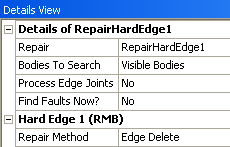 Details View
Details of RepairHardEdge1
Repair RepairHardEdge1
Bodies To Search Visible Bodies
Process Edge Joints No
Find Faults Now? No
Hard Edge 1 (RMB)
Repair Method Edge Delete